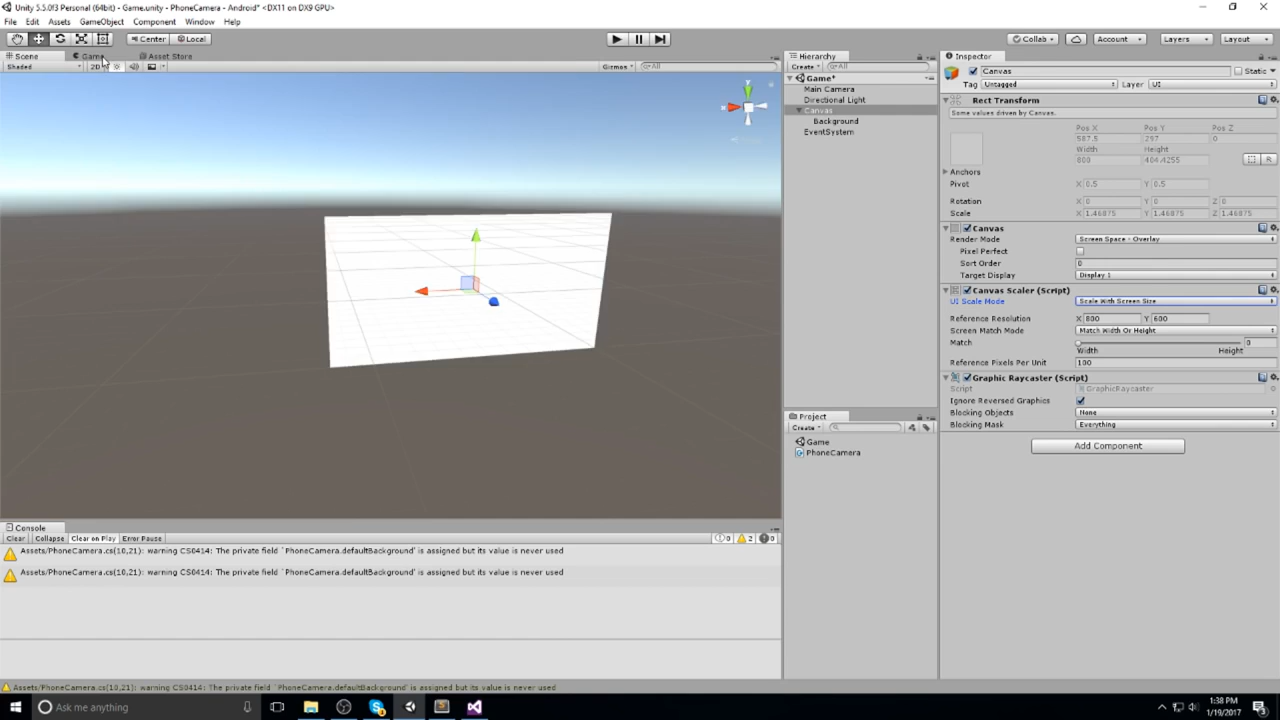 Unity 5.5.0f3 Personal (64bit) - Game.unity - PhoneCamera - Android* <DX11 on DX9 GPU>
File Edit Assets GameObject Component Window Help
Center Local Collab Account Layers Layout
Scene Game Asset Store
Shaded 2D Gizmos All
Hierarchy
Create All
Game*
Main Camera
Directional Light
Canvas
Background
EventSystem
Project
Create
Game
PhoneCamera
Inspector
Canvas Static
Tag Untagged Layer UI
Rect Transform
Some values driven by Canvas.
Pos X Pos Y Pos Z
587.5 297 0
Width Height
800 404.4255 R
Anchors
Pivot X 0.5 Y 0.5
Rotation X 0 Y 0 Z 0
Scale X 1.46875 Y 1.46875 Z 1.46875
Canvas
Render Mode Screen Space - Overlay
Pixel Perfect
Sort Order 0
Target Display Display 1
Canvas Scaler (Script)
UI Scale Mode Scale With Screen Size
Reference Resolution X 800 Y 600
Screen Match Mode Match Width Or Height
Match 0
Width Height
Reference Pixels Per Unit 100
Graphic Raycaster (Script)
Script GraphicRaycaster
Ignore Reversed Graphics
Blocking Objects None
Blocking Mask Everything
Add Component
Console
Clear Collapse Clear on Play Error Pause 0 2 0
Assets/PhoneCamera.cs(10,21): warning CS0414: The private field `PhoneCamera.defaultBackground' is assigned but its value is never used
Assets/PhoneCamera.cs(10,21): warning CS0414: The private field `PhoneCamera.defaultBackground' is assigned but its value is never used
Assets/PhoneCamera.cs(10,21): warning CS0414: The private field `PhoneCamera.defaultBackground' is assigned but its value is never used
Ask me anything
1:38 PM
1/19/2017